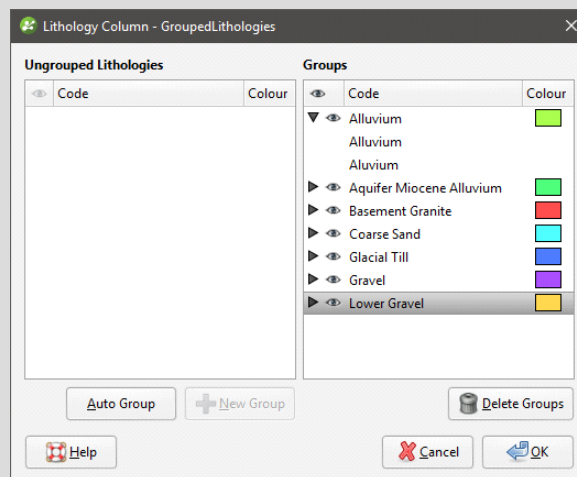 Lithology Column - GroupedLithologies
Ungrouped Lithologies
Groups
Code Colour
Code Colour
Alluvium
Alluvium
Aluvium
Aquifer Miocene Alluvium
Basement Granite
Coarse Sand
Glacial Till
Gravel
Lower Gravel
Auto Group
New Group
Delete Groups
Help
Cancel
OK